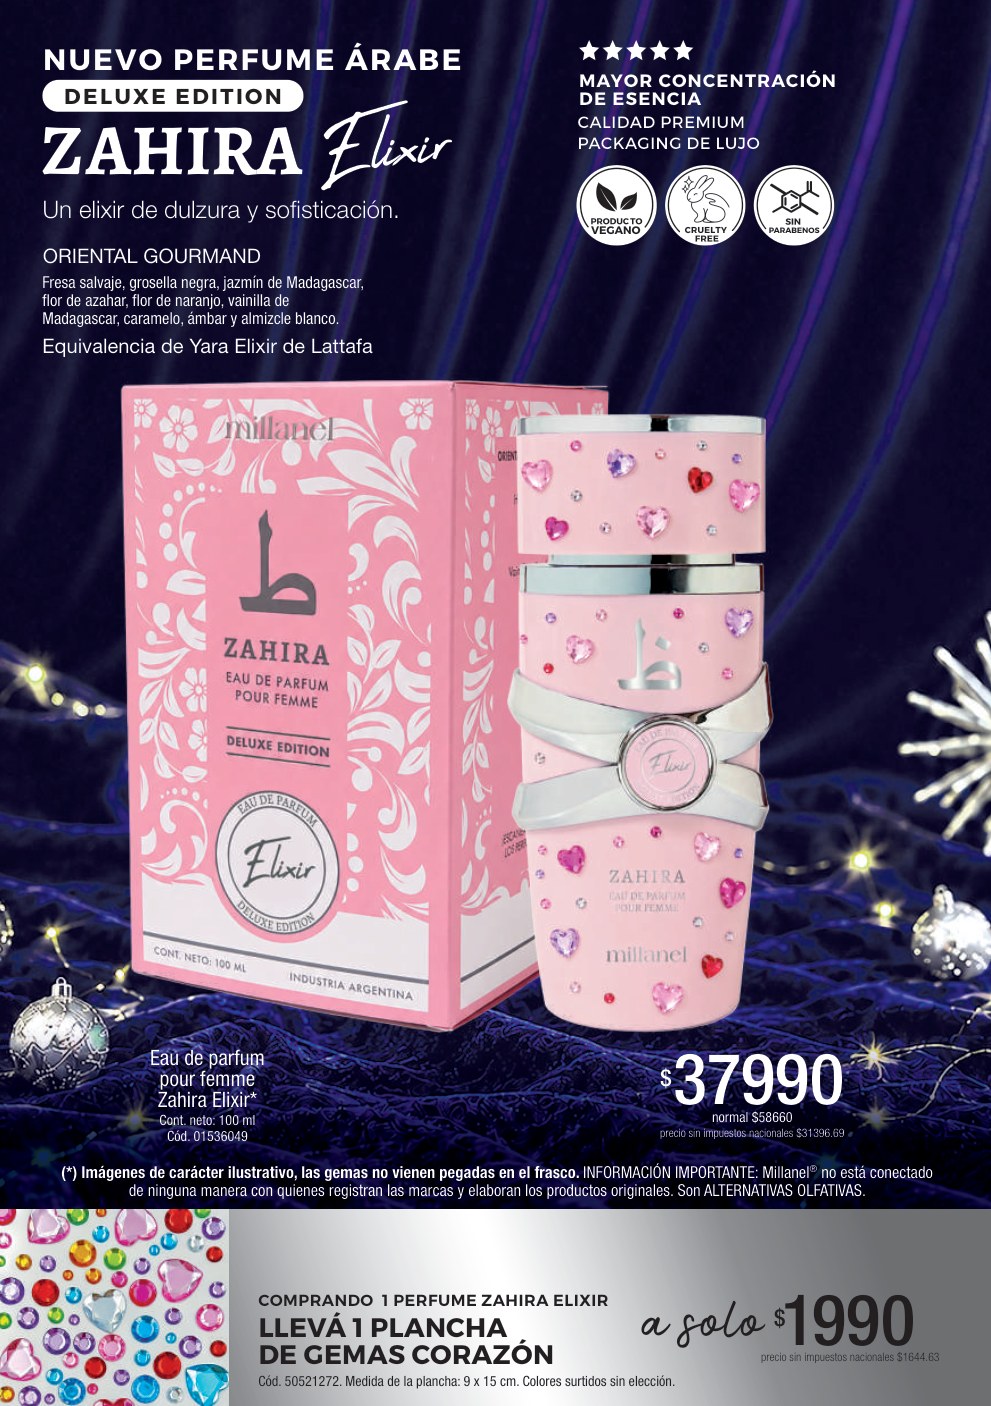 NUEVO PERFUME ÁRABE
DELUXE EDITION
ZAHIRA Elixir
Un elixir de dulzura y sofisticación.
ORIENTAL GOURMAND
Fresa salvaje, grosella negra, jazmín de Madagascar,
flor de azahar, flor de naranjo, vainilla de
Madagascar, caramelo, ámbar y almizcle blanco.
Equivalencia de Yara Elixir de Lattafa
MAYOR CONCENTRACIÓN
DE ESENCIA
CALIDAD PREMIUM
PACKAGING DE LUJO
PRODUCTO
VEGANO
CRUELTY
FREE
SIN
PARABENOS
millanel
ظ
ZAHIRA
EAU DE PARFUM
POUR FEMME
DELUXE EDITION
EAU DE PARFUM
Elixir
DELUXE EDITION
CONT. NETO: 100 ML
INDUSTRIA ARGENTINA
ظ
EAU DE PARFUM
Elixir
ZAHIRA
EAU DE PARFUM
POUR FEMME
millanel
Eau de parfum
pour femme
Zahira Elixir*
Cont. neto: 100 ml
Cód. 01536049
$37990
normal $58660
precio sin impuestos nacionales $31396.69
(*) Imágenes de carácter ilustrativo, las gemas no vienen pegadas en el frasco. INFORMACIÓN IMPORTANTE: Millanel® no está conectado
de ninguna manera con quienes registran las marcas y elaboran los productos originales. Son ALTERNATIVAS OLFATIVAS.
COMPRANDO 1 PERFUME ZAHIRA ELIXIR
LLEVÁ 1 PLANCHA
DE GEMAS CORAZÓN
Cód. 50521272. Medida de la plancha: 9 x 15 cm. Colores surtidos sin elección.
a solo $1990
precio sin impuestos nacionales $1644.63